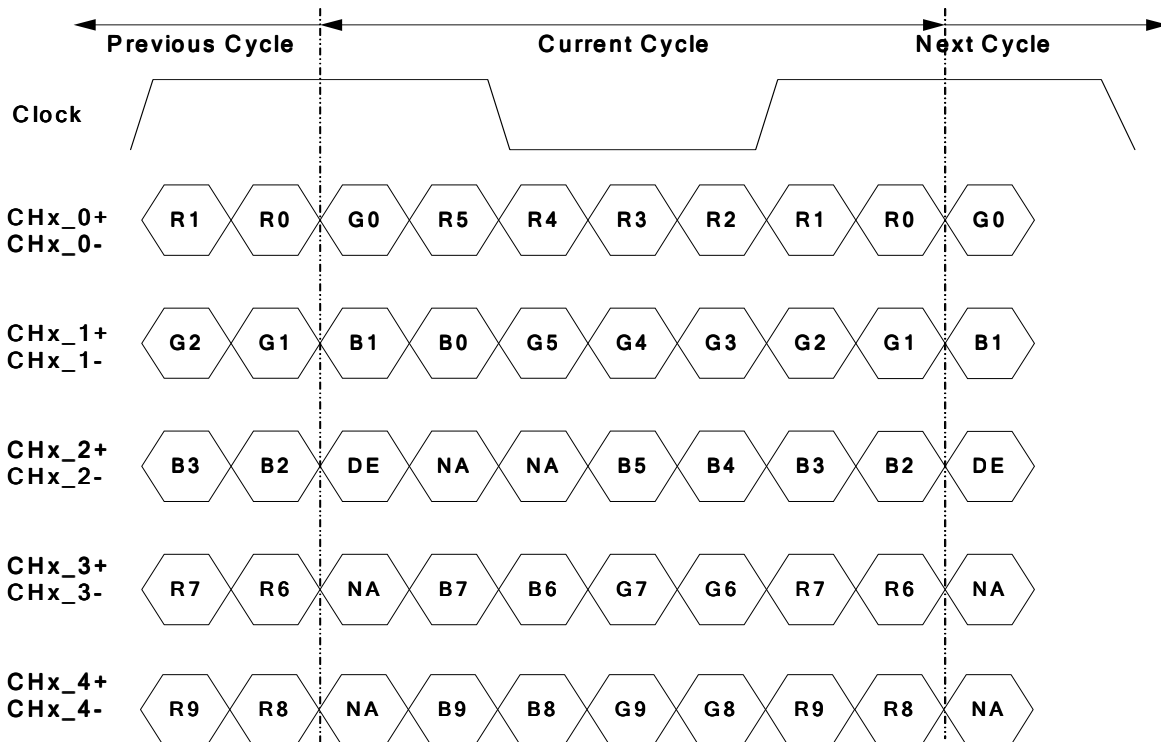 Previous Cycle Current Cycle Next Cycle
Clock
CHx_0+
CHx_0-
R1 R0 G0 R5 R4 R3 R2 R1 R0 G0
CHx_1+
CHx_1-
G2 G1 B1 B0 G5 G4 G3 G2 G1 B1
CHx_2+
CHx_2-
B3 B2 DE NA NA B5 B4 B3 B2 DE
CHx_3+
CHx_3-
R7 R6 NA B7 B6 G7 G6 R7 R6 NA
CHx_4+
CHx_4-
R9 R8 NA B9 B8 G9 G8 R9 R8 NA